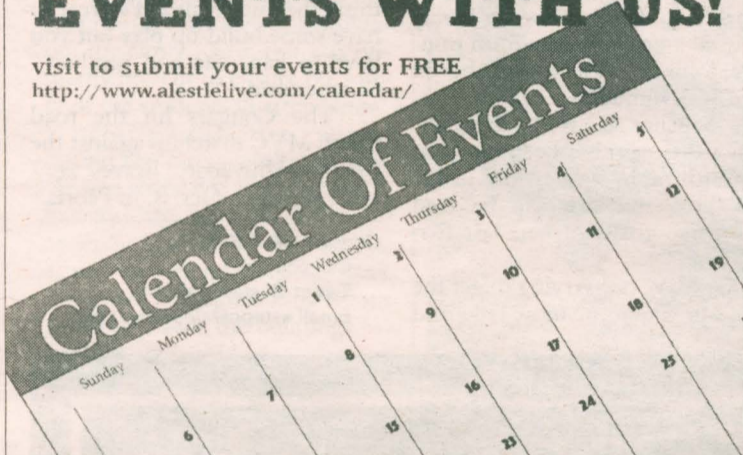 EVENTS WITH US!
visit to submit your events for FREE
http://www.alestlelive.com/calendar/
Calendar Of Events
Sunday Monday Tuesday Wednesday Thursday Friday Saturday
1 2 3 4 5
6 7 8 9 10 11 12
15 16 17 18 19
23 24 25